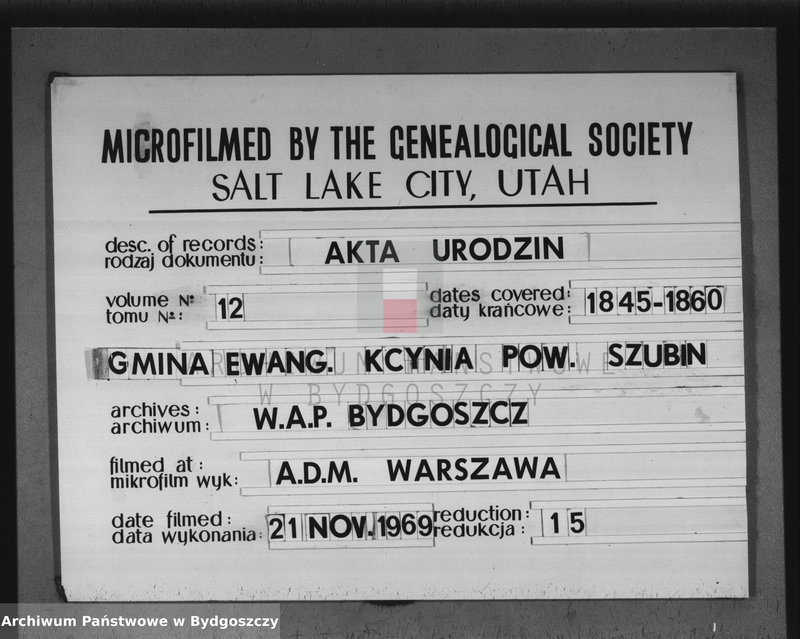 MICROFILMED BY THE GENEALOGICAL SOCIETY
SALT LAKE CITY, UTAH
desc. of records: AKTA URODZIN
rodzaj dokumentu:
volume № 12 dates covered: 1845-1860
tomu №: daty krańcowe:
GMINA EWANG. KCYNIA POW. SZUBIN
W BYDGOSZCZY
archives: W.A.P. BYDGOSZCZ
archiwum:
filmed at: A.D.M. WARSZAWA
mikrofilm wyk:
date filmed: 21 NOV. 1969 reduction: 15
data wykonania: redukcja:
Archiwum Państwowe w Bydgoszczy